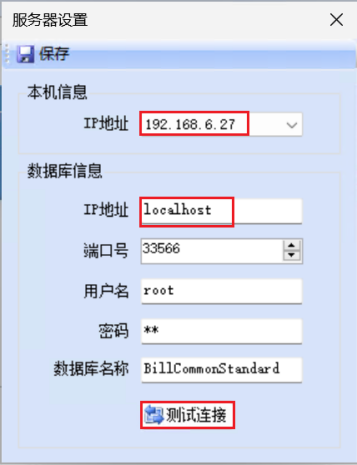 服务器设置
保存
本机信息
IP地址 192.168.6.27
数据库信息
IP地址 localhost
端口号 33566
用户名 root
密码 **
数据库名称 BillCommonStandard
测试连接